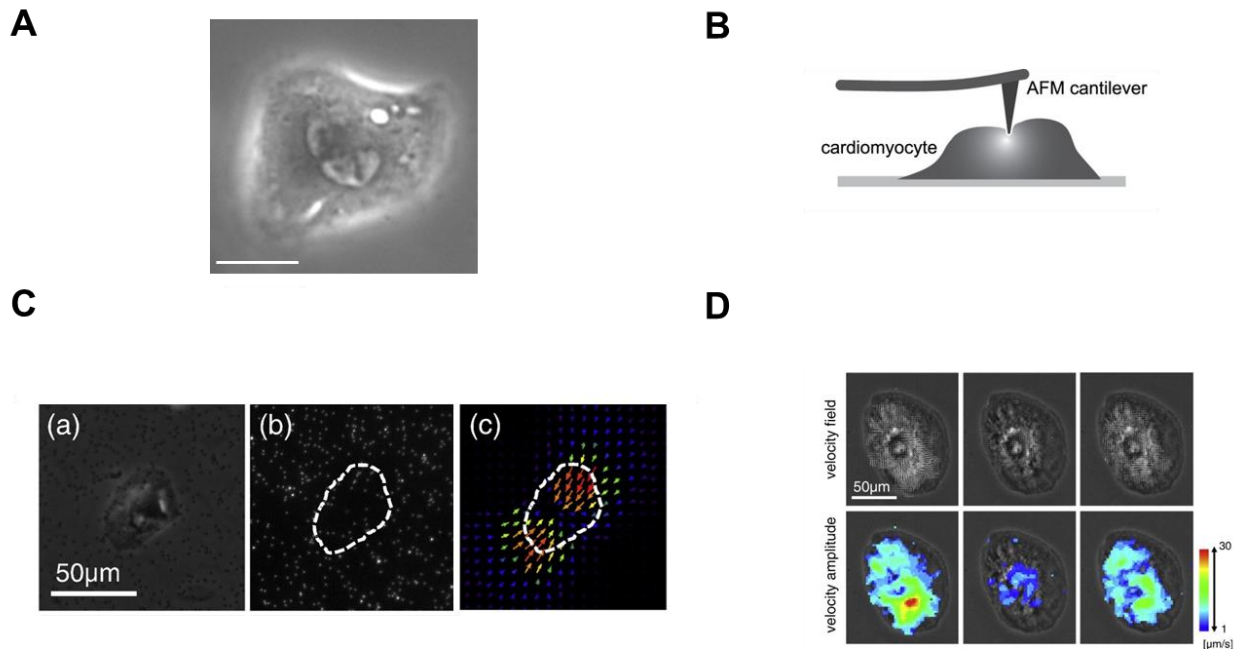 A
B
AFM cantilever
cardiomyocyte
C
D
(a)
(b)
(c)
50µm
velocity field
50µm
velocity amplitude
30
1
[µm/s]